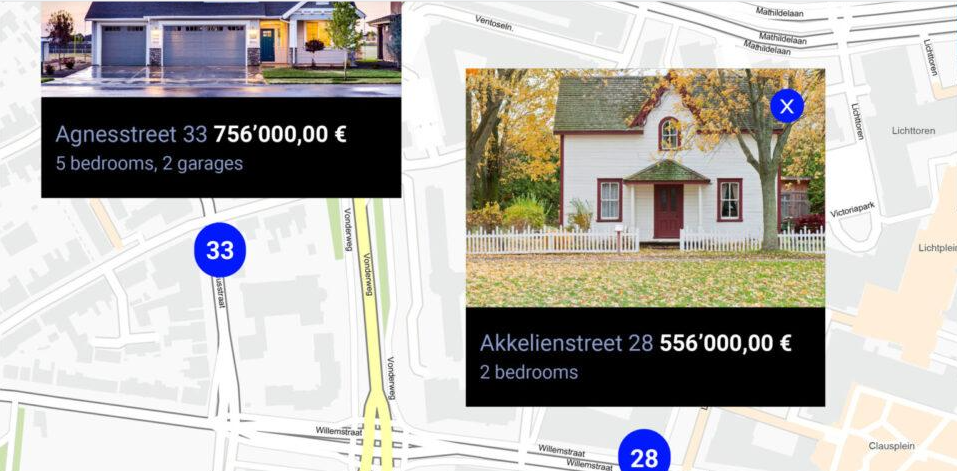 Agnesstreet 33 756’000,00 €
5 bedrooms, 2 garages
33
Ventosein.
Mathildelaan
Mathildelaan
Mathildelaan
Lichttoren
Lichttoren
Lichttoren
X
Victoriapark
Lichtplein
Vonderweg
Vonderweg
Vonderweg
Akkelienstreet 28 556’000,00 €
2 bedrooms
Willemstraat
Willemstraat
Willemstraat
28
Clausplein